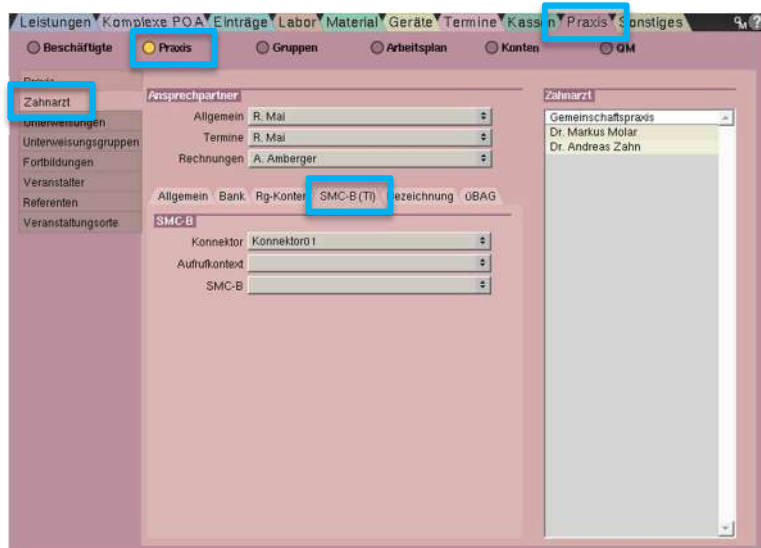 Leistungen Komplexe POA Einträge Labor Material Geräte Termine Kassen Praxis Sonstiges ?
Beschäftigte Praxis Gruppen Arbeitsplan Konten QM
Praxis
Zahnarzt
Unterweisungen
Unterweisungsgruppen
Fortbildungen
Veranstalter
Referenten
Veranstaltungsorte
Ansprechpartner
Allgemein R. Mai
Termine R. Mai
Rechnungen A. Amberger
Allgemein Bank Rg-Konten SMC-B (TI) Bezeichnung üBAG
SMC-B
Konnektor Konnektor01
Aufrufkontext
SMC-B
Zahnarzt
Gemeinschaftspraxis
Dr. Markus Molar
Dr. Andreas Zahn